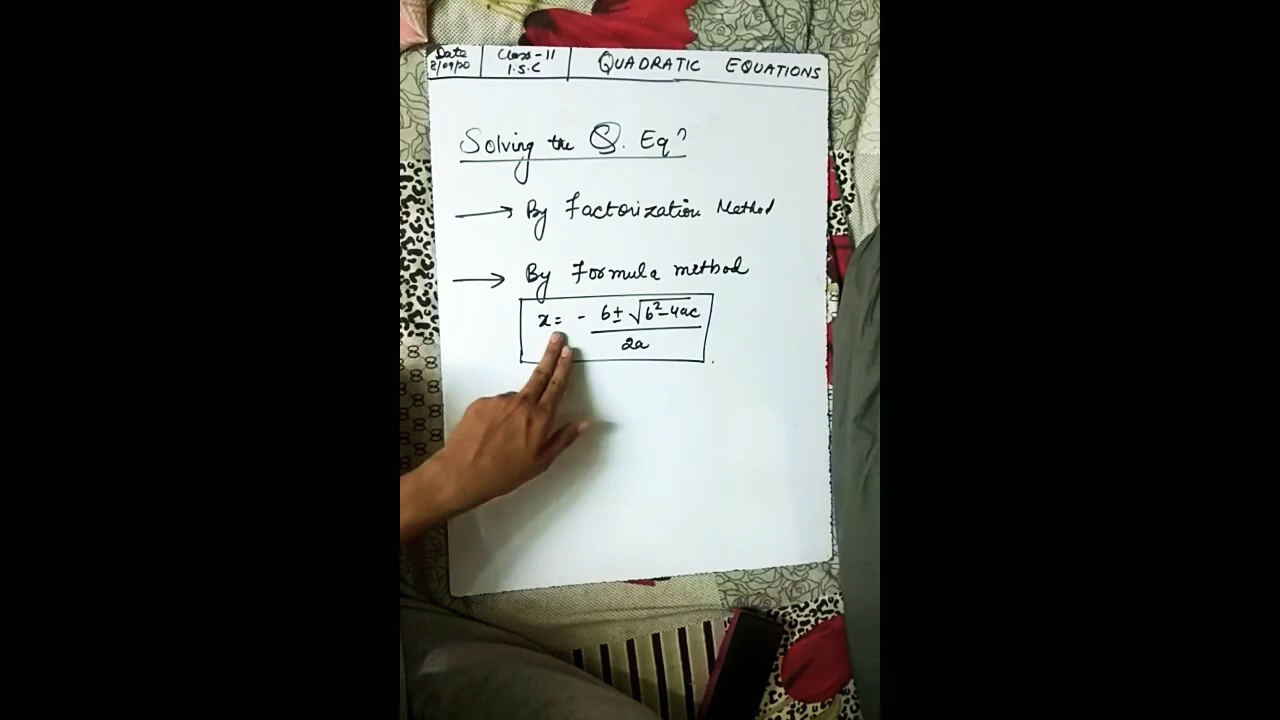 Date
2/09/20
Class-11
I.S.C
QUADRATIC EQUATIONS
Solving the Q. Eqn
→ By Factorization Method
→ By Formula method
x = - b ± √b²-4ac
2a